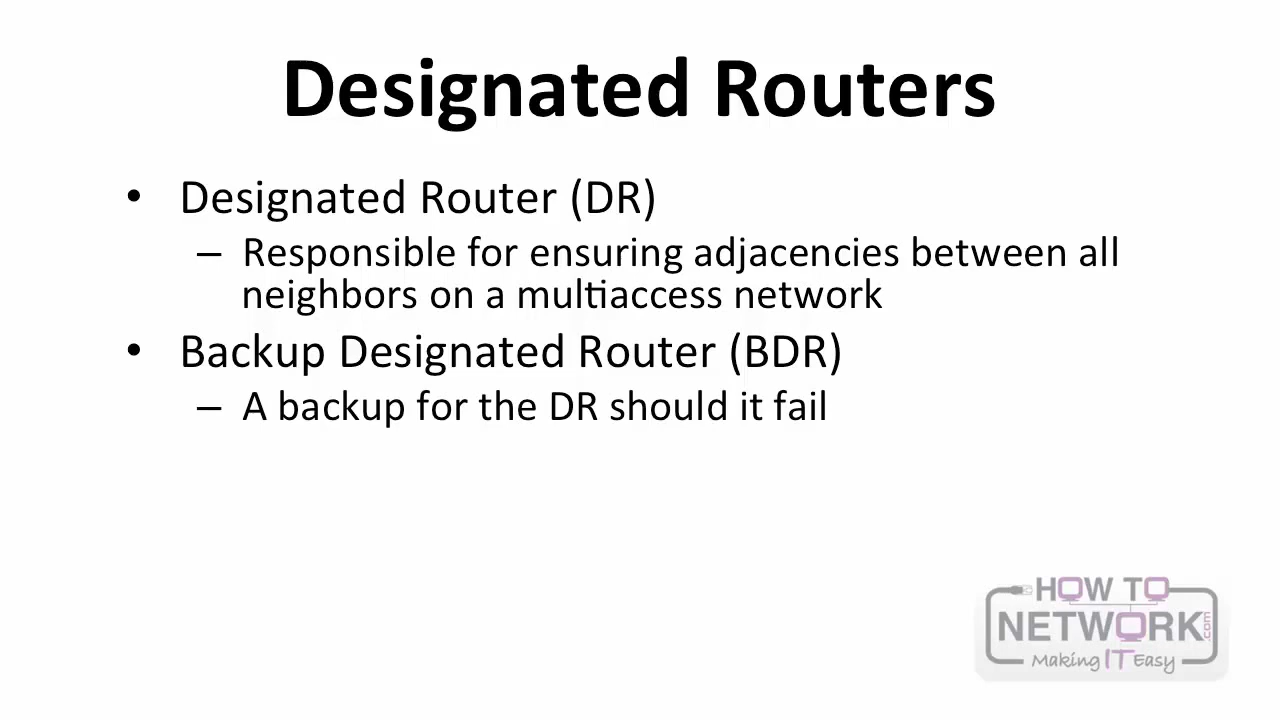 Designated Routers
• Designated Router (DR)
– Responsible for ensuring adjacencies between all
neighbors on a multiaccess network
• Backup Designated Router (BDR)
– A backup for the DR should it fail
HOW TO
NETWORK.com
Making IT Easy